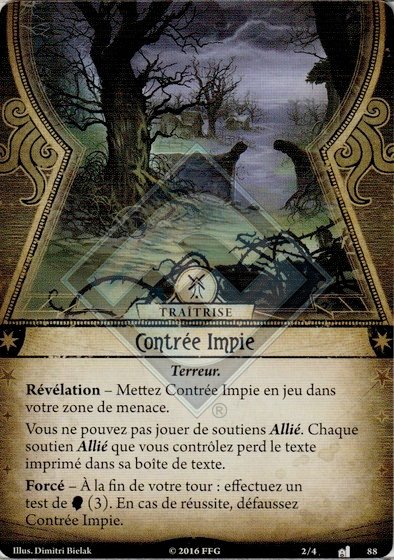 TRAÎTRISE
Contrée Impie
Terreur.
Révélation – Mettez Contrée Impie en jeu dans
votre zone de menace.
Vous ne pouvez pas jouer de soutiens Allié. Chaque
soutien Allié que vous contrôlez perd le texte
imprimé dans sa boîte de texte.
Forcé – À la fin de votre tour : effectuez un
test de (3). En cas de réussite, défaussez
Contrée Impie.
Illus. Dimitri Bielak © 2016 FFG 2/4 88
®